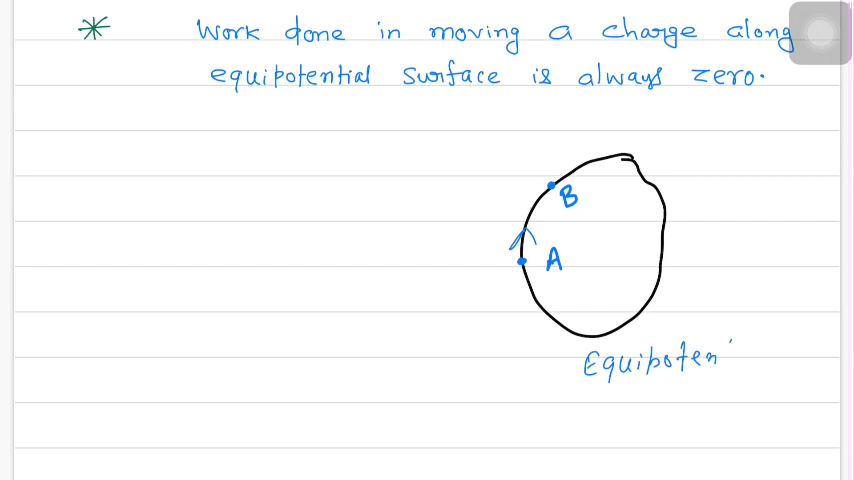 * Work done in moving a charge along
equipotential surface is always zero.
B
A
Equipoten